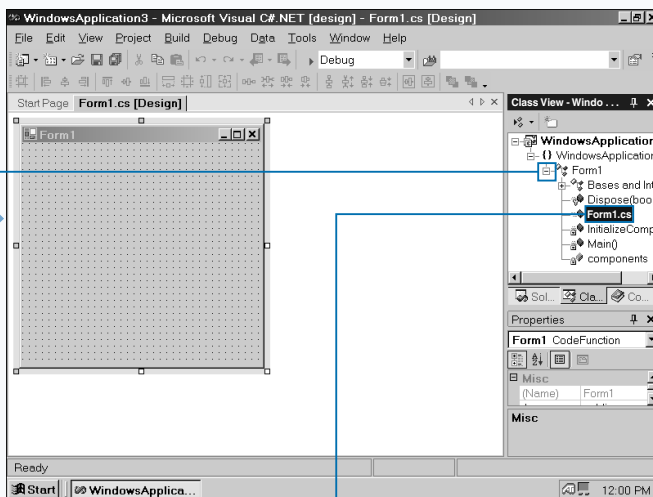 WindowsApplication3 - Microsoft Visual C#.NET [design] - Form1.cs [Design]
File Edit View Project Build Debug Data Tools Window Help
Debug
Start Page Form1.cs [Design]
Class View - Windo...
Form1
WindowsApplication
{} WindowsApplication
Form1
Bases and Int
Dispose(boo
Form1.cs
InitializeComp
Main()
components
Sol... Cla... Co...
Properties
Form1 CodeFunction
Misc
(Name) Form1
Misc
Ready
Start WindowsApplica... 12:00 PM